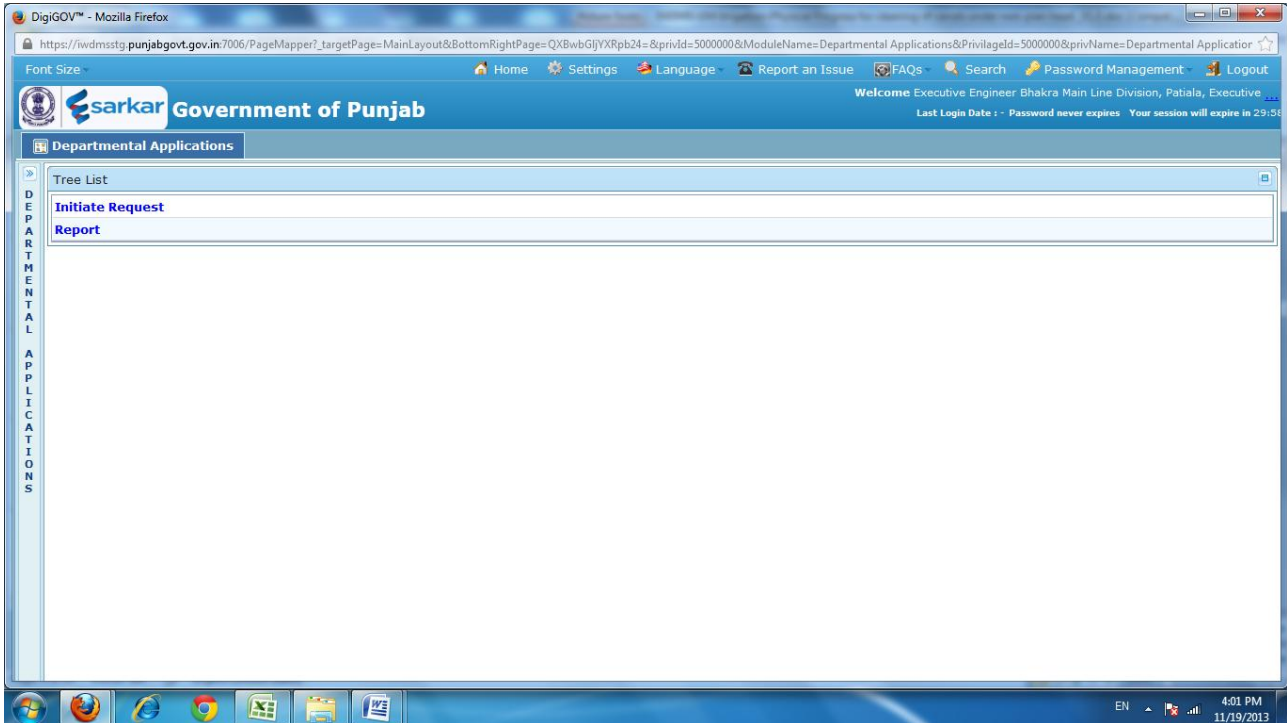 DigiGOV™ - Mozilla Firefox
https://iwdmsstg.punjabgovt.gov.in:7006/PageMapper?_targetPage=MainLayout&BottomRightPage=QXBwbGljYXRpb24=&privId=5000000&ModuleName=Departmental Applications&PrivilageId=5000000&privName=Departmental Applicatior
Font Size
Home Settings Language Report an Issue FAQs Search Password Management Logout
esarkar Government of Punjab
Welcome Executive Engineer Bhakra Main Line Division, Patiala, Executive ...
Last Login Date : - Password never expires Your session will expire in 29:58
Departmental Applications
Tree List
DEPARTMENTAL APPLICATIONS
Initiate Request
Report
EN
4:01 PM
11/19/2013